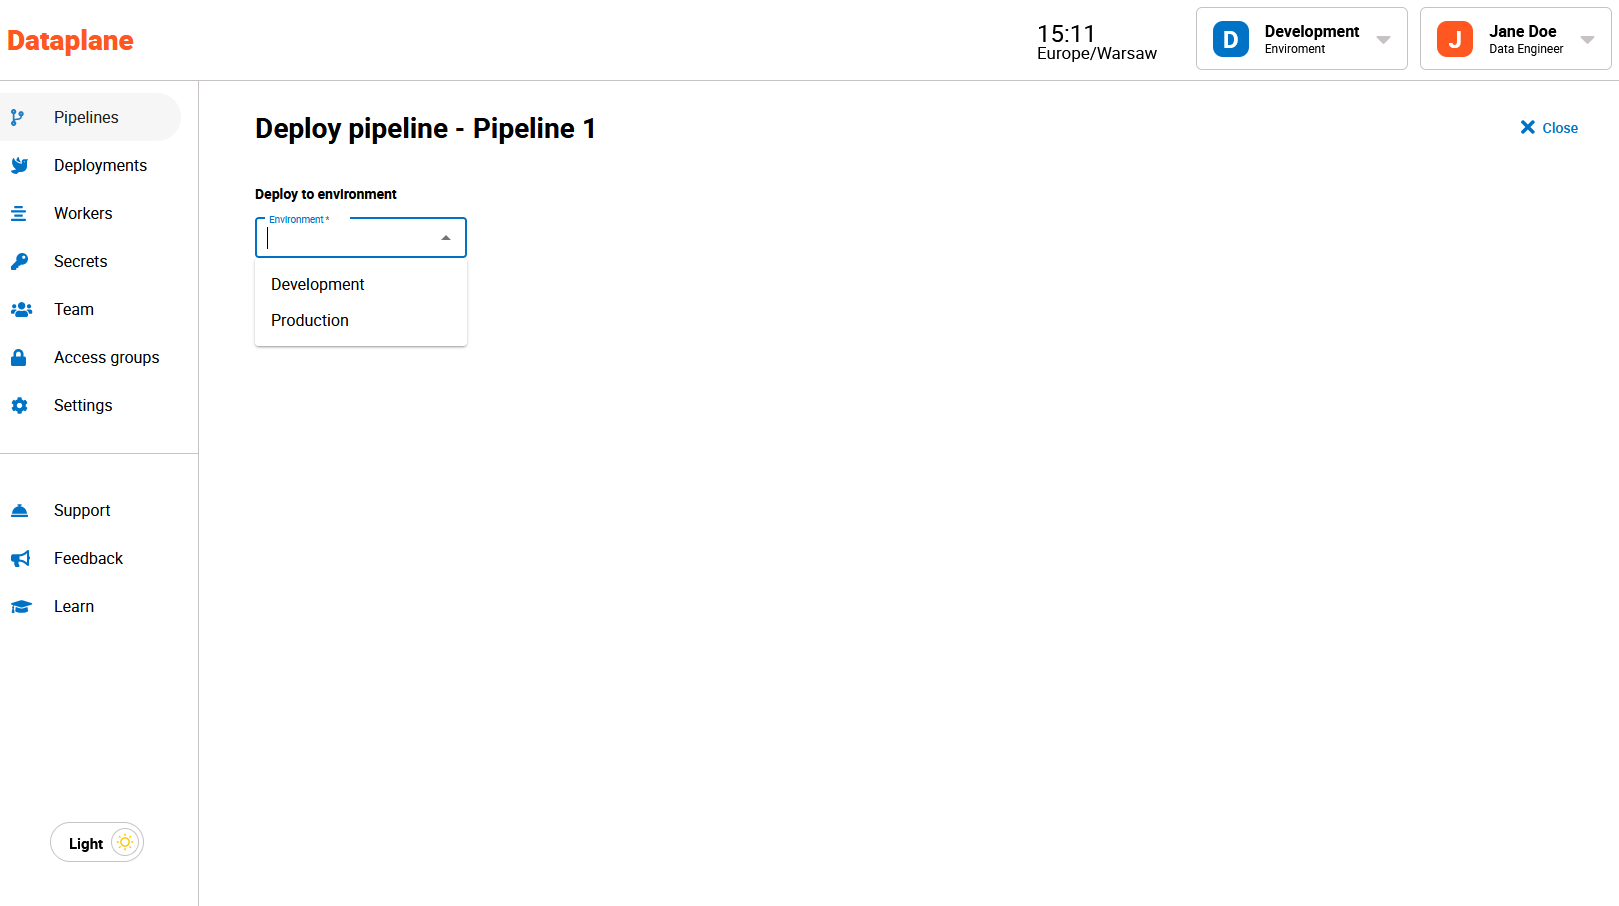 Dataplane
15:11
Europe/Warsaw
D
Development
Enviroment
J
Jane Doe
Data Engineer
Pipelines
Deployments
Workers
Secrets
Team
Access groups
Settings
Support
Feedback
Learn
Light
Deploy pipeline - Pipeline 1
Close
Deploy to environment
Environment *
Development
Production